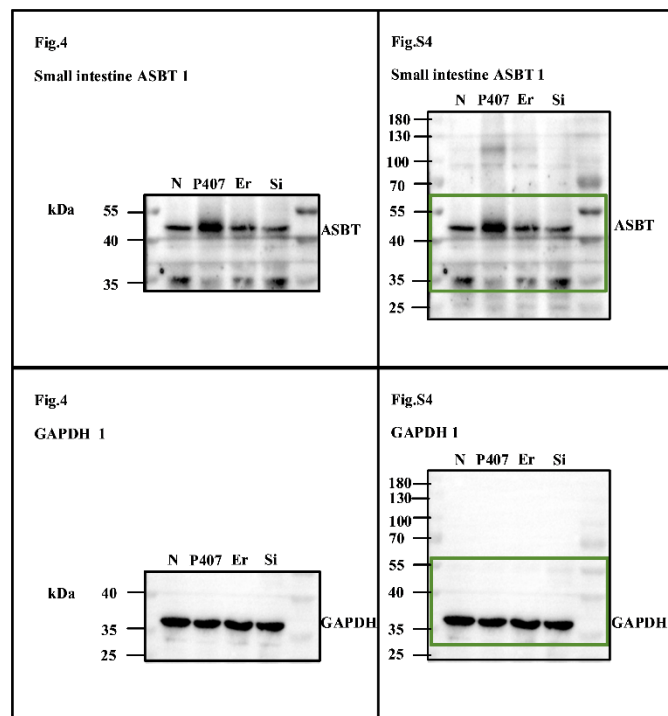 Fig.4
Small intestine ASBT 1
N P407 Er Si
kDa
55
40
35
ASBT
Fig.S4
Small intestine ASBT 1
N P407 Er Si
180
130
100
70
55
40
35
25
ASBT
Fig.4
GAPDH 1
N P407 Er Si
kDa
40
35
25
GAPDH
Fig.S4
GAPDH 1
N P407 Er Si
180
130
100
70
55
40
35
25
GAPDH